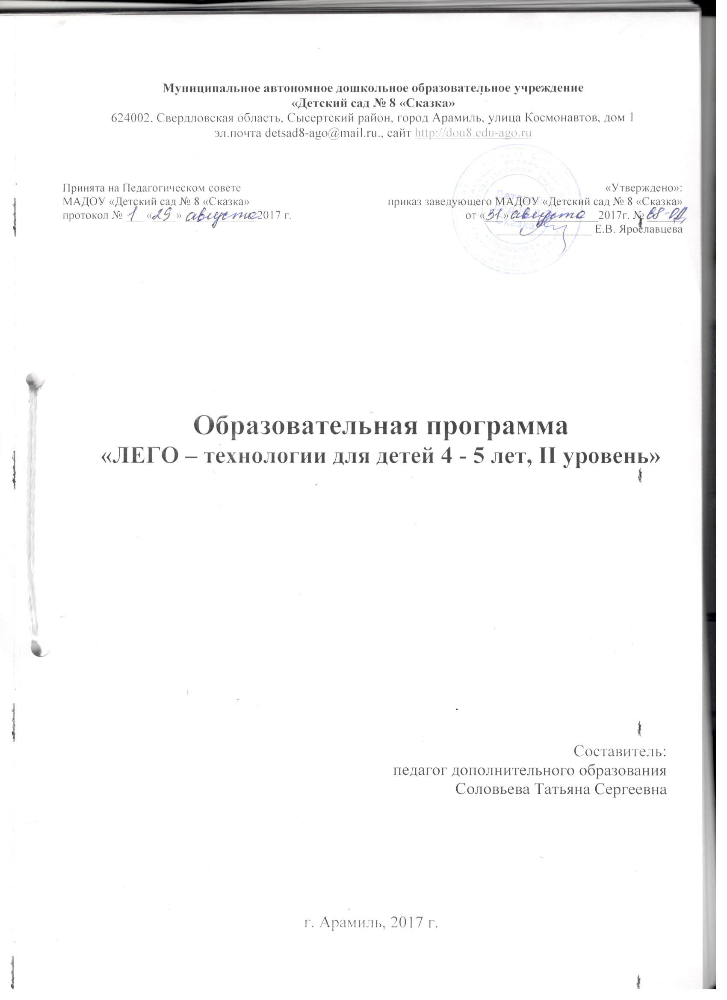 Муниципальное автономное дошкольное образовательное учреждение
«Детский сад № 8 «Сказка»
624002, Свердловская область, Сысертский район, город Арамиль, улица Космонавтов, дом 1
эл.почта detsad8-ago@mail.ru., сайт http://dou8.edu-ago.ru
Принята на Педагогическом совете
МАДОУ «Детский сад № 8 «Сказка»
протокол № 1 «29 » августа 2017 г.
«Утверждено»:
приказ заведующего МАДОУ «Детский сад № 8 «Сказка»
от «31» августа 2017г. №
Е.В. Ярославцева
Детский
Сказка
Образовательная программа
«ЛЕГО – технологии для детей 4 - 5 лет, II уровень»
Составитель:
педагог дополнительного образования
Соловьева Татьяна Сергеевна
г. Арамиль, 2017 г.